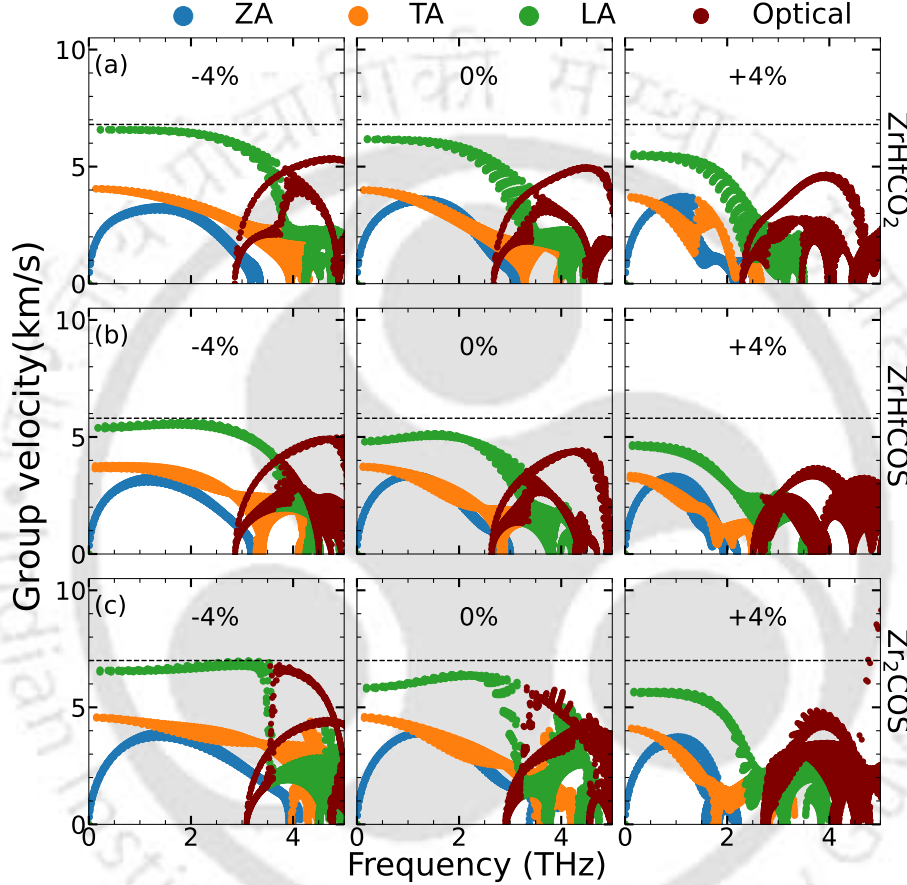 ZA TA LA Optical
(a) -4% 0% +4%
10
5
0
ZrHfCO₂
(b) -4% 0% +4%
10
5
0
ZrHfCOS
(c) -4% 0% +4%
10
5
0
Zr₂COS
0 2 4 2 4 0 2 4
Group velocity(km/s)
Frequency (THz)